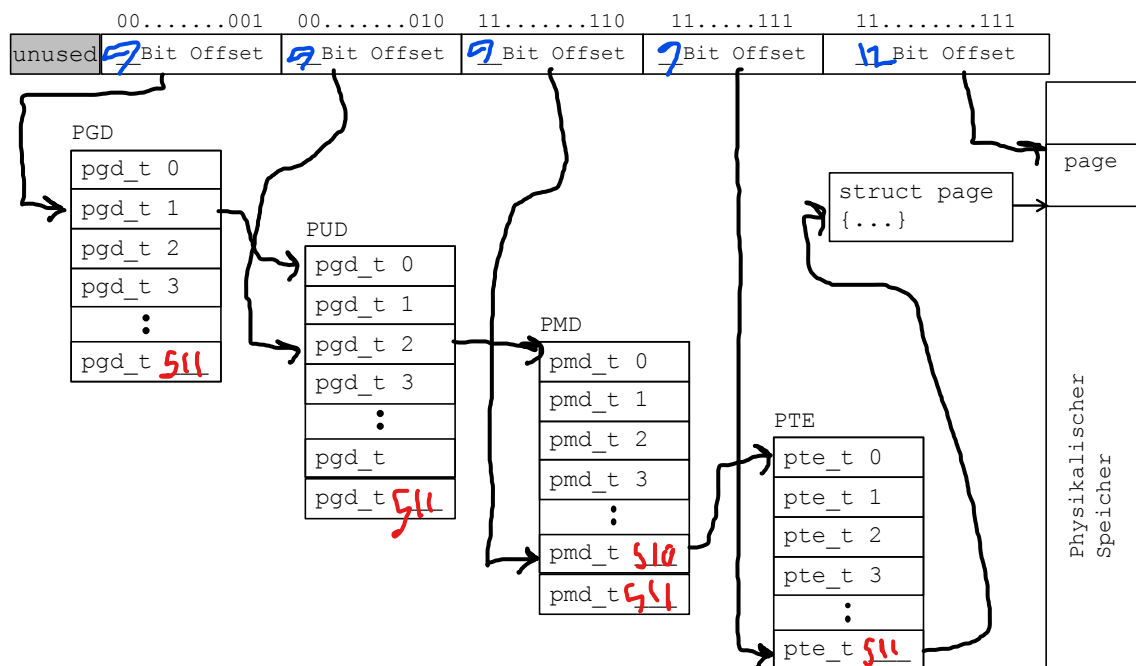 00.......001 00.......010 11.......110 11.......111 11.......111
unused 9 Bit Offset 9 Bit Offset 9 Bit Offset 9 Bit Offset 12 Bit Offset
PGD
pgd_t 0
pgd_t 1
pgd_t 2
pgd_t 3
⋮
pgd_t 511
PUD
pgd_t 0
pgd_t 1
pgd_t 2
pgd_t 3
⋮
pgd_t
pgd_t 511
PMD
pmd_t 0
pmd_t 1
pmd_t 2
pmd_t 3
⋮
pmd_t 510
pmd_t 511
PTE
pte_t 0
pte_t 1
pte_t 2
pte_t 3
⋮
pte_t 511
struct page
{...}
page
Physikalischer
Speicher